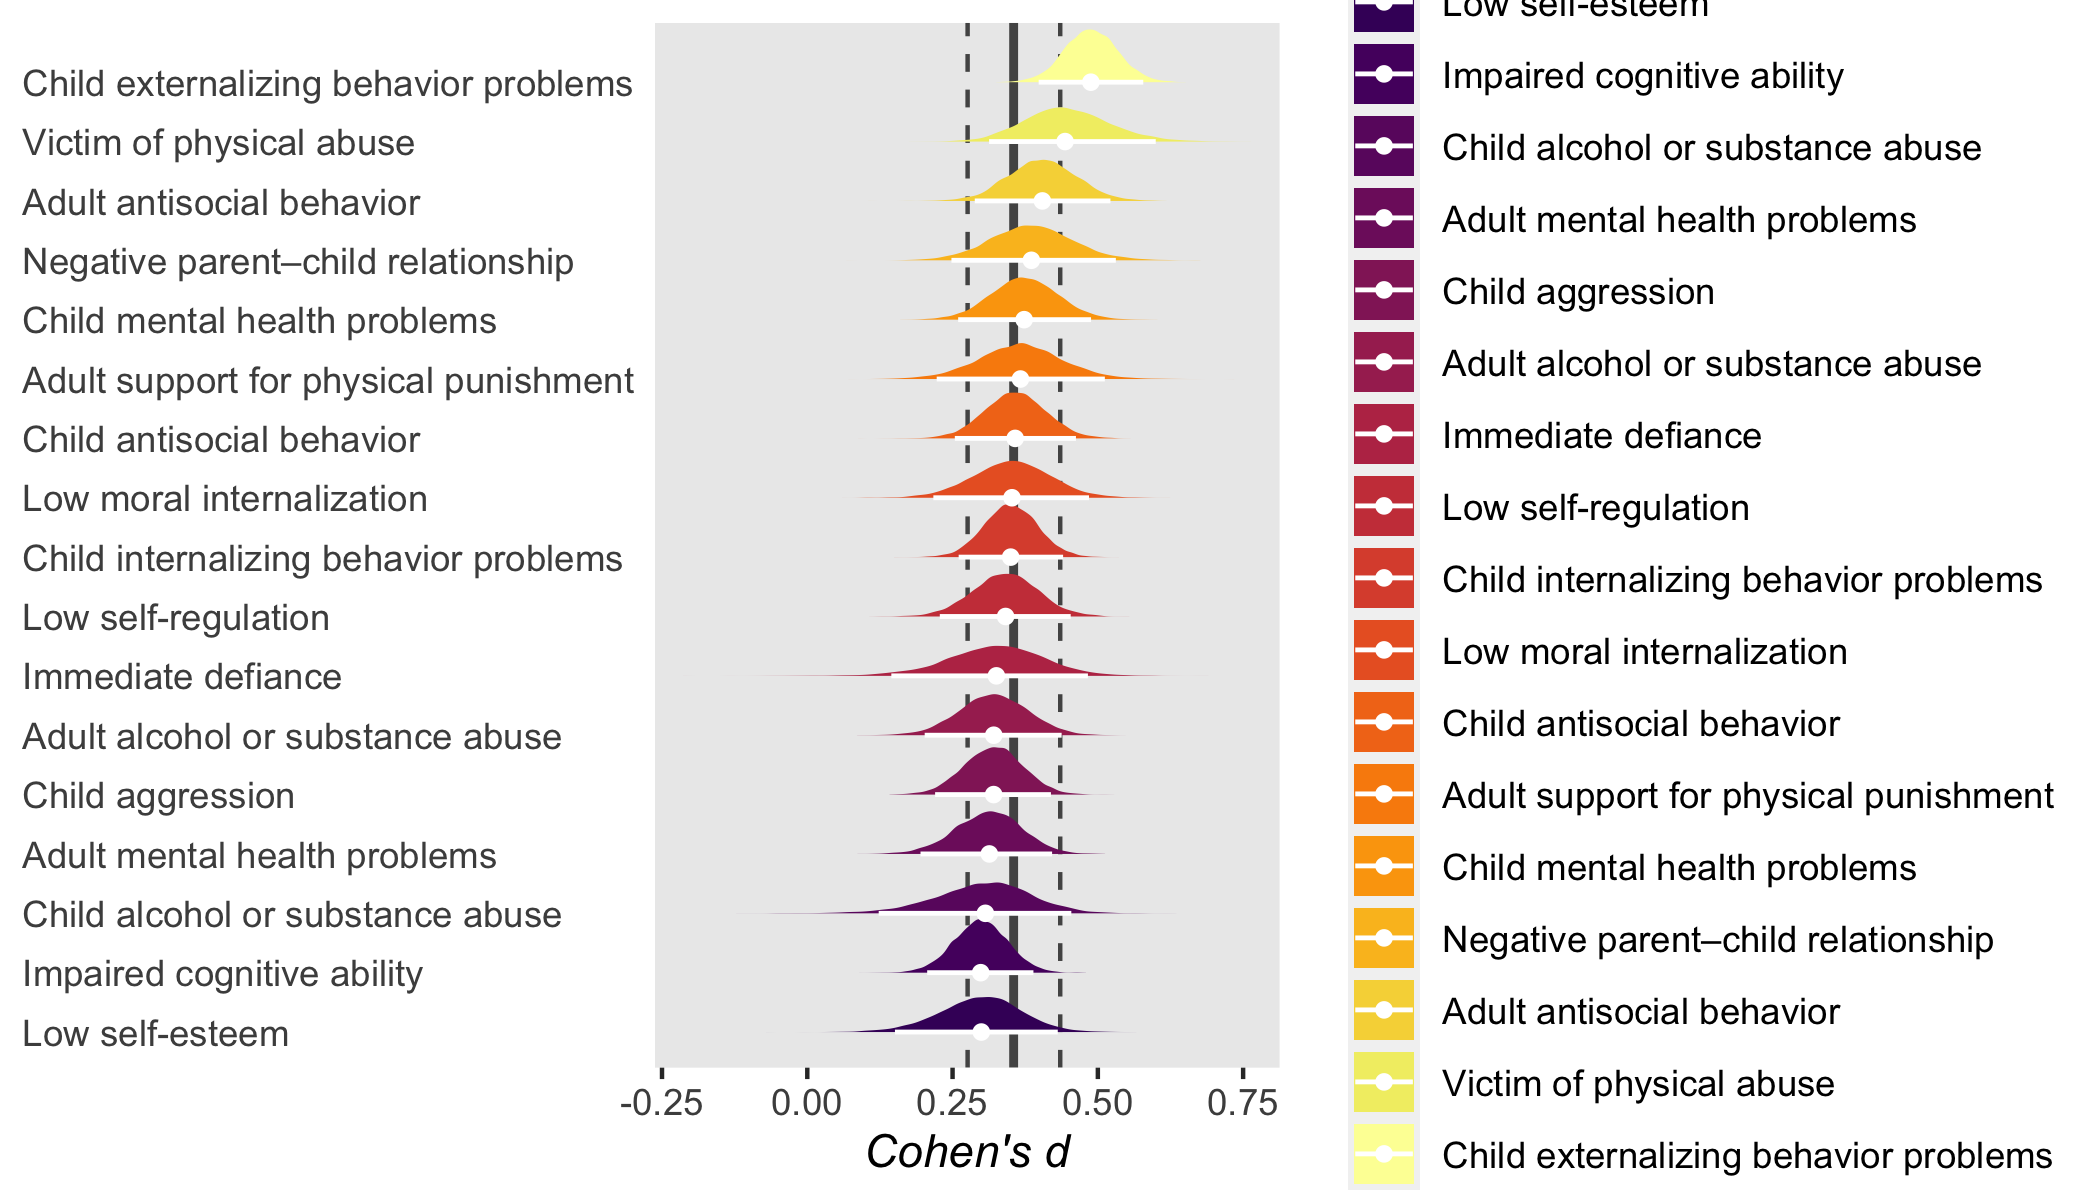 Child externalizing behavior problems
Victim of physical abuse
Adult antisocial behavior
Negative parent–child relationship
Child mental health problems
Adult support for physical punishment
Child antisocial behavior
Low moral internalization
Child internalizing behavior problems
Low self-regulation
Immediate defiance
Adult alcohol or substance abuse
Child aggression
Adult mental health problems
Child alcohol or substance abuse
Impaired cognitive ability
Low self-esteem
-0.25 0.00 0.25 0.50 0.75
Cohen's d
Low self-esteem
Impaired cognitive ability
Child alcohol or substance abuse
Adult mental health problems
Child aggression
Adult alcohol or substance abuse
Immediate defiance
Low self-regulation
Child internalizing behavior problems
Low moral internalization
Child antisocial behavior
Adult support for physical punishment
Child mental health problems
Negative parent–child relationship
Adult antisocial behavior
Victim of physical abuse
Child externalizing behavior problems